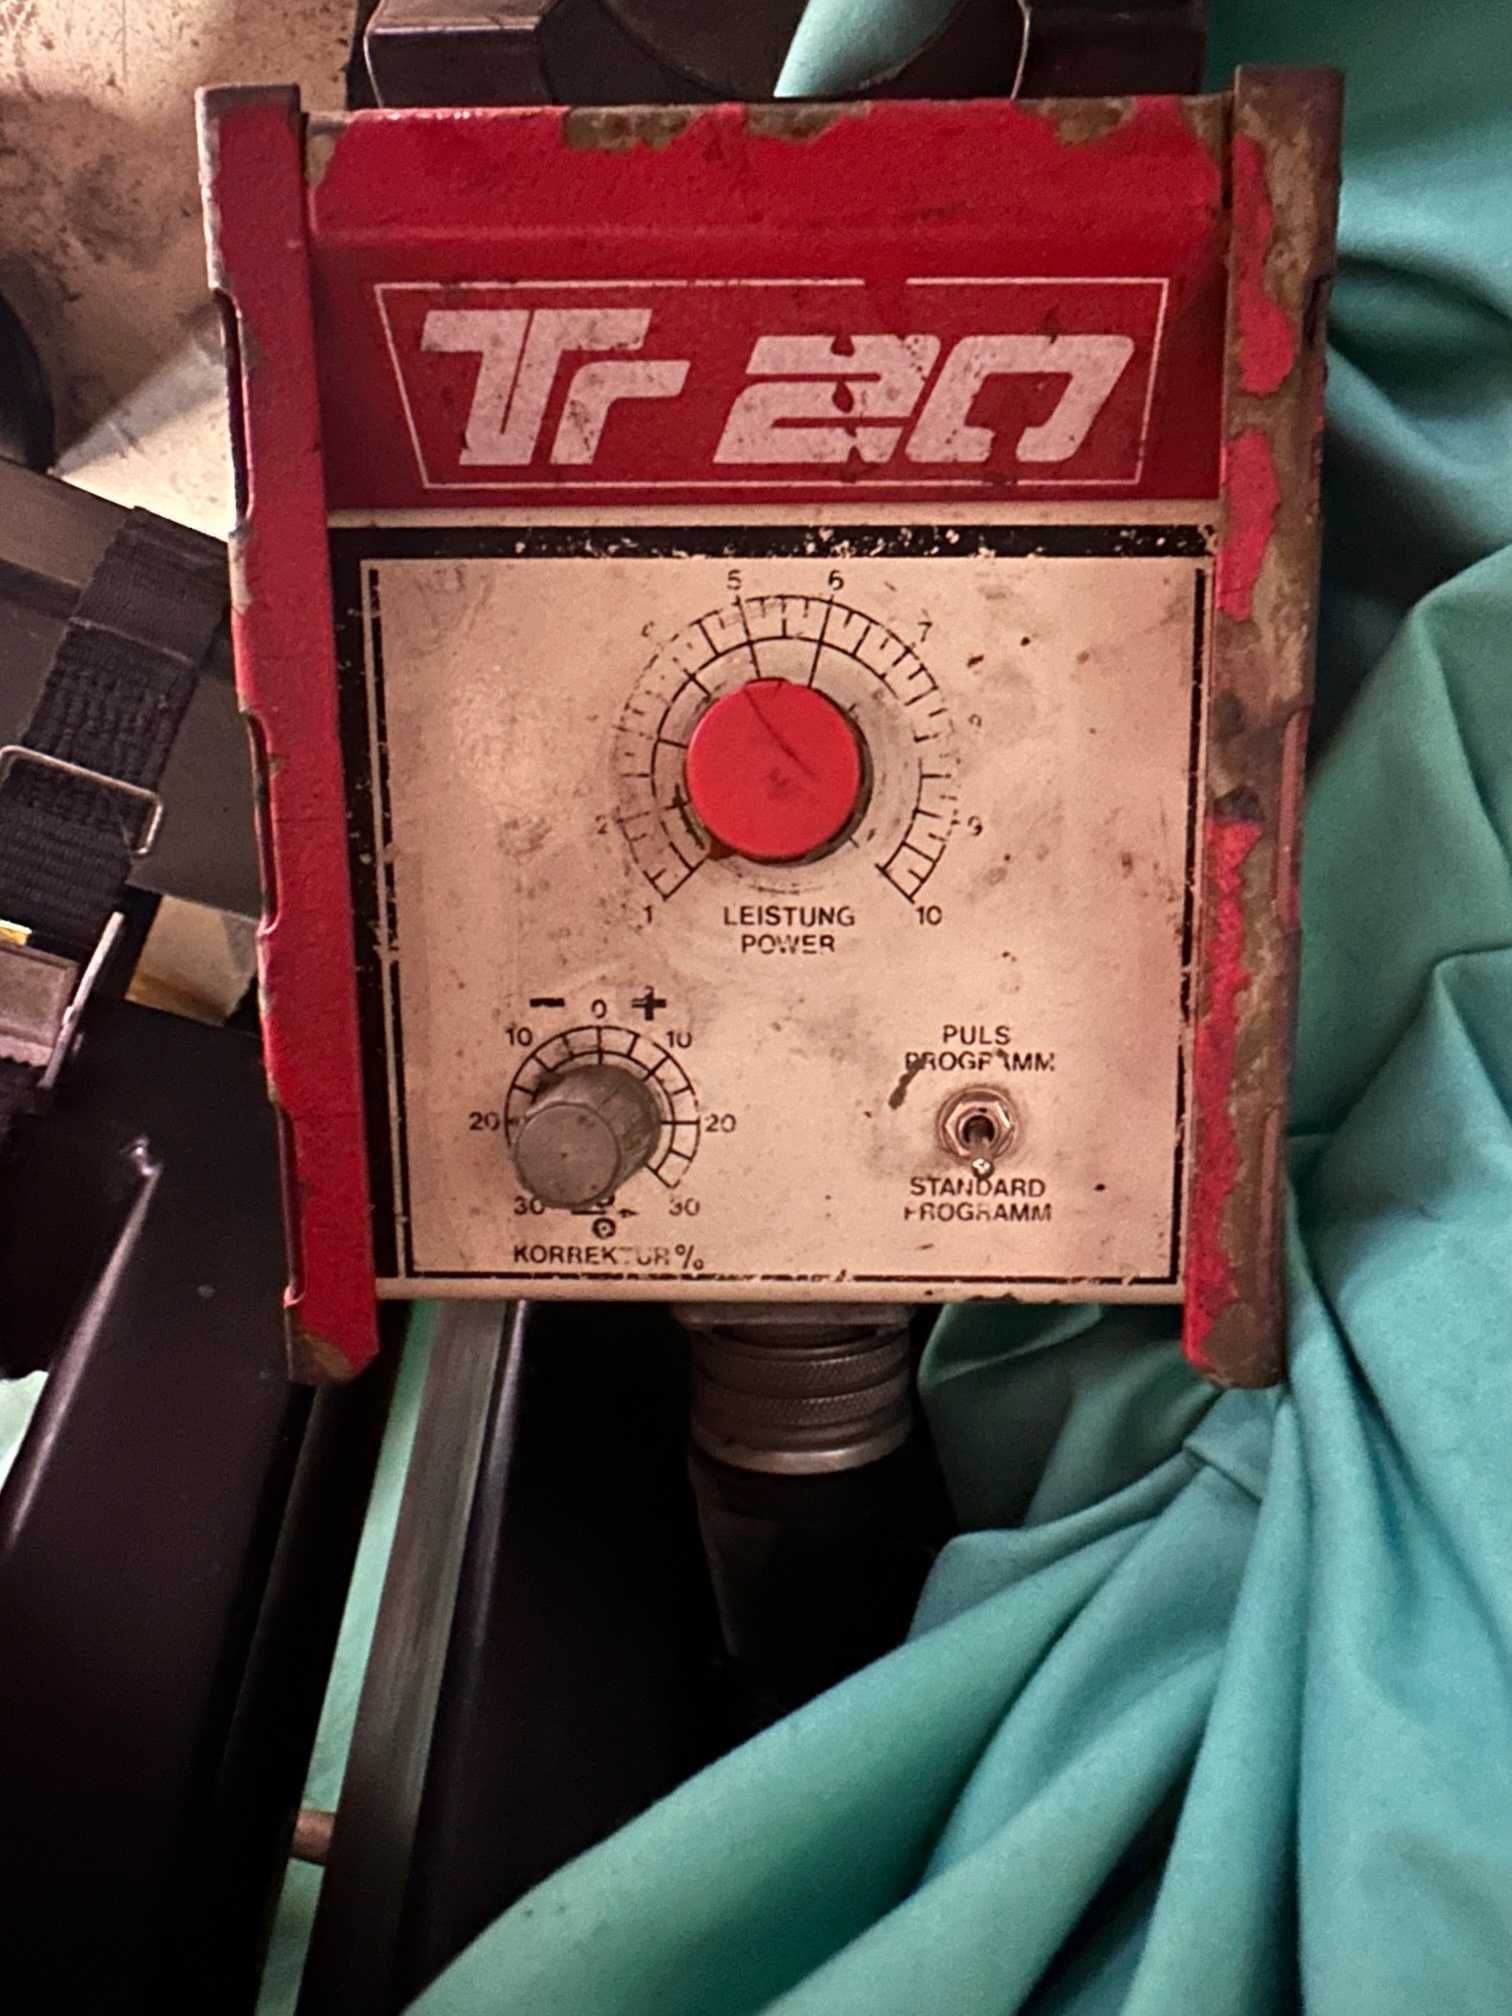 Tr 20
5 6
7
2 9
1 LEISTUNG 10
POWER
- 0 +
10 10
20 20
PULS
PROGRAMM
STANDARD
PROGRAMM
30 30
KORREKTUR %